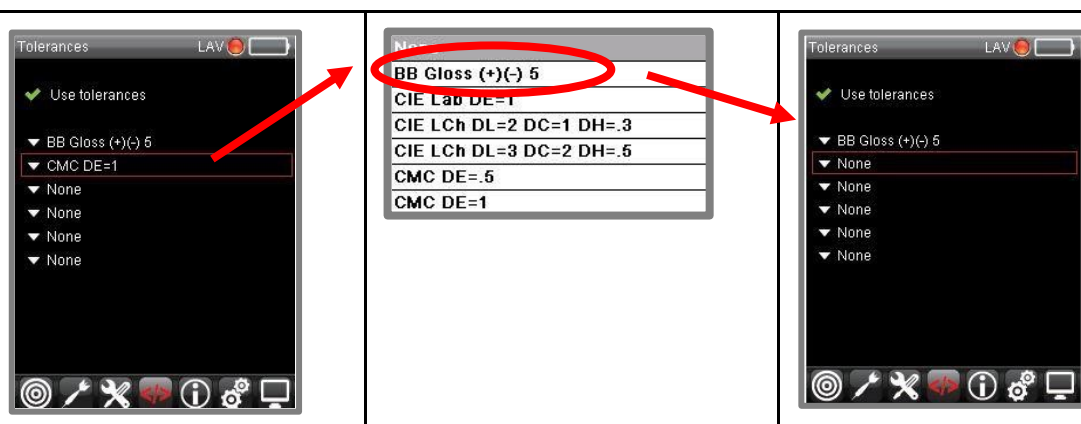 Tolerances LAV
Use tolerances
BB Gloss (+)(-) 5
CMC DE=1
None
None
None
None
None
BB Gloss (+)(-) 5
CIE Lab DE=1
CIE LCh DL=2 DC=1 DH=.3
CIE LCh DL=3 DC=2 DH=.5
CMC DE=.5
CMC DE=1
Tolerances LAV
Use tolerances
BB Gloss (+)(-) 5
None
None
None
None
None